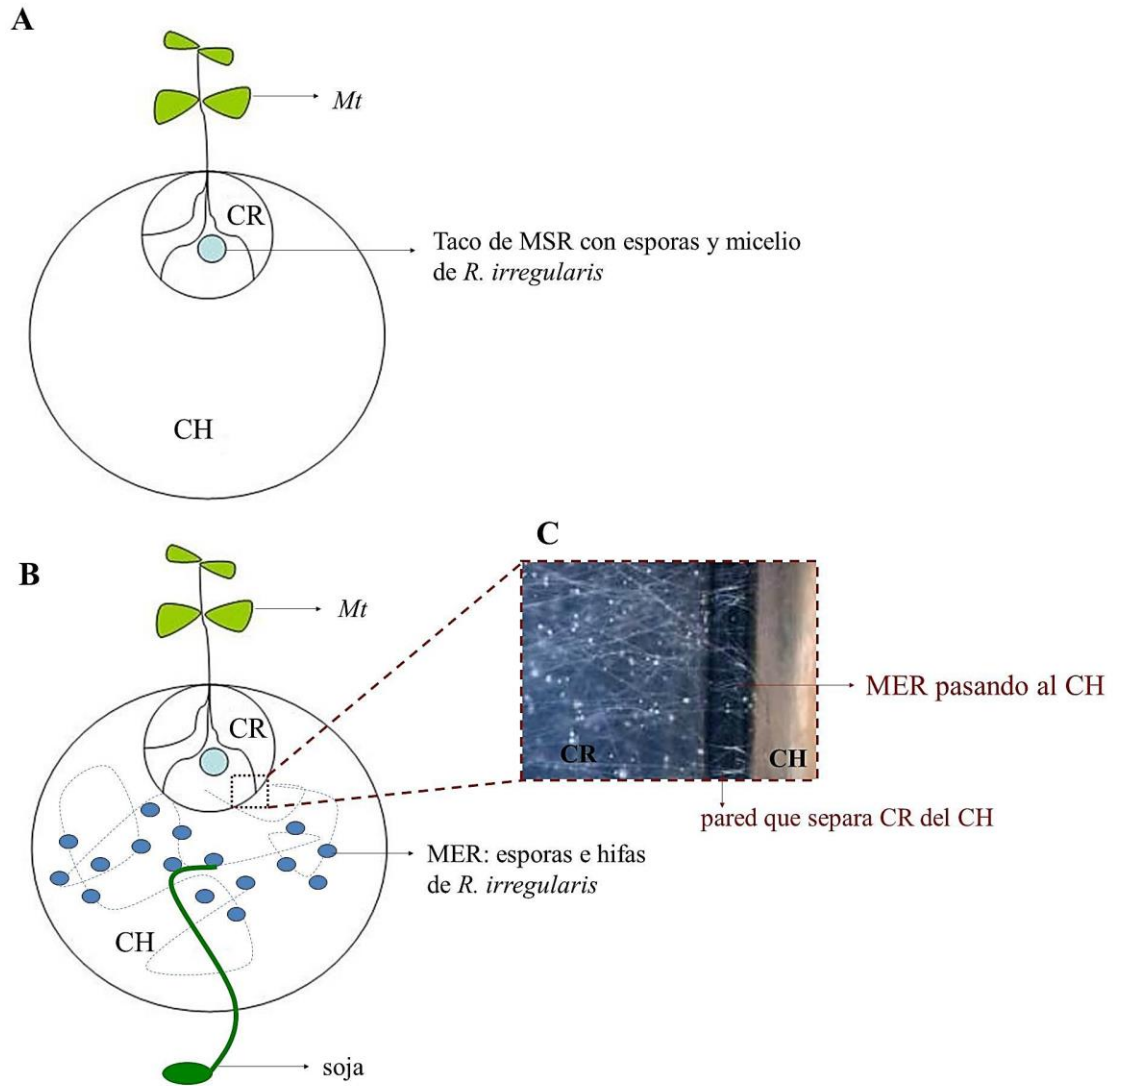 A
Mt
CR
Taco de MSR con esporas y micelio
de R. irregularis
CH
C
B
Mt
CR
MER pasando al CH
CR
CH
pared que separa CR del CH
MER: esporas e hifas
de R. irregularis
CH
soja